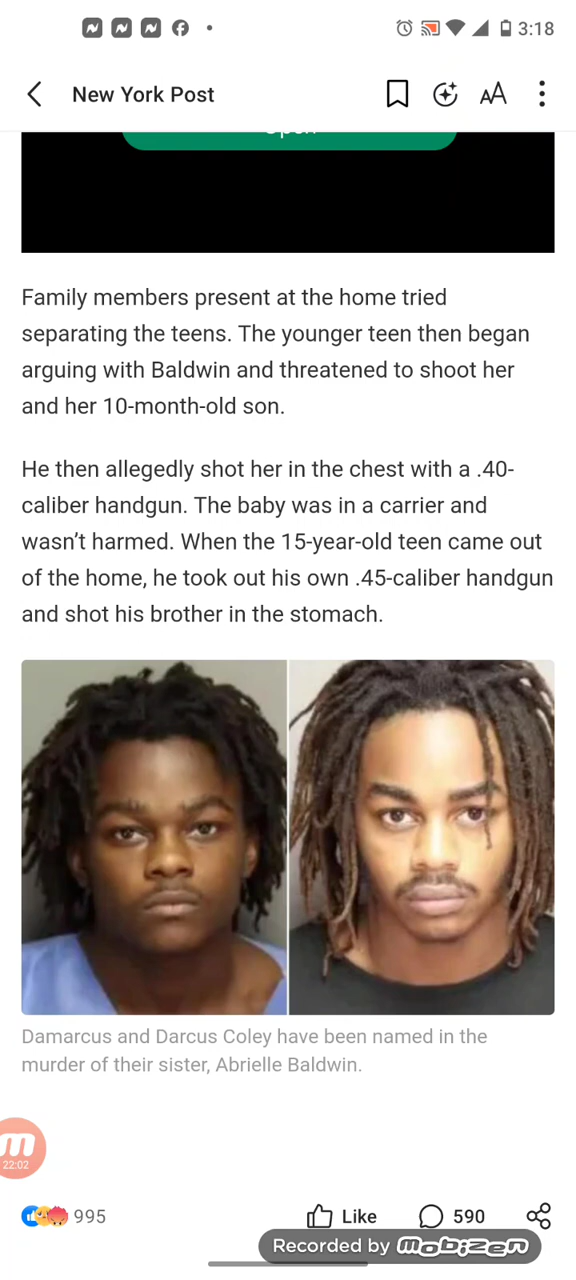 3:18
New York Post
AA
Family members present at the home tried
separating the teens. The younger teen then began
arguing with Baldwin and threatened to shoot her
and her 10-month-old son.
He then allegedly shot her in the chest with a .40-
caliber handgun. The baby was in a carrier and
wasn’t harmed. When the 15-year-old teen came out
of the home, he took out his own .45-caliber handgun
and shot his brother in the stomach.
Damarcus and Darcus Coley have been named in the
murder of their sister, Abrielle Baldwin.
22:02
995
Like
590
Recorded by mobizen